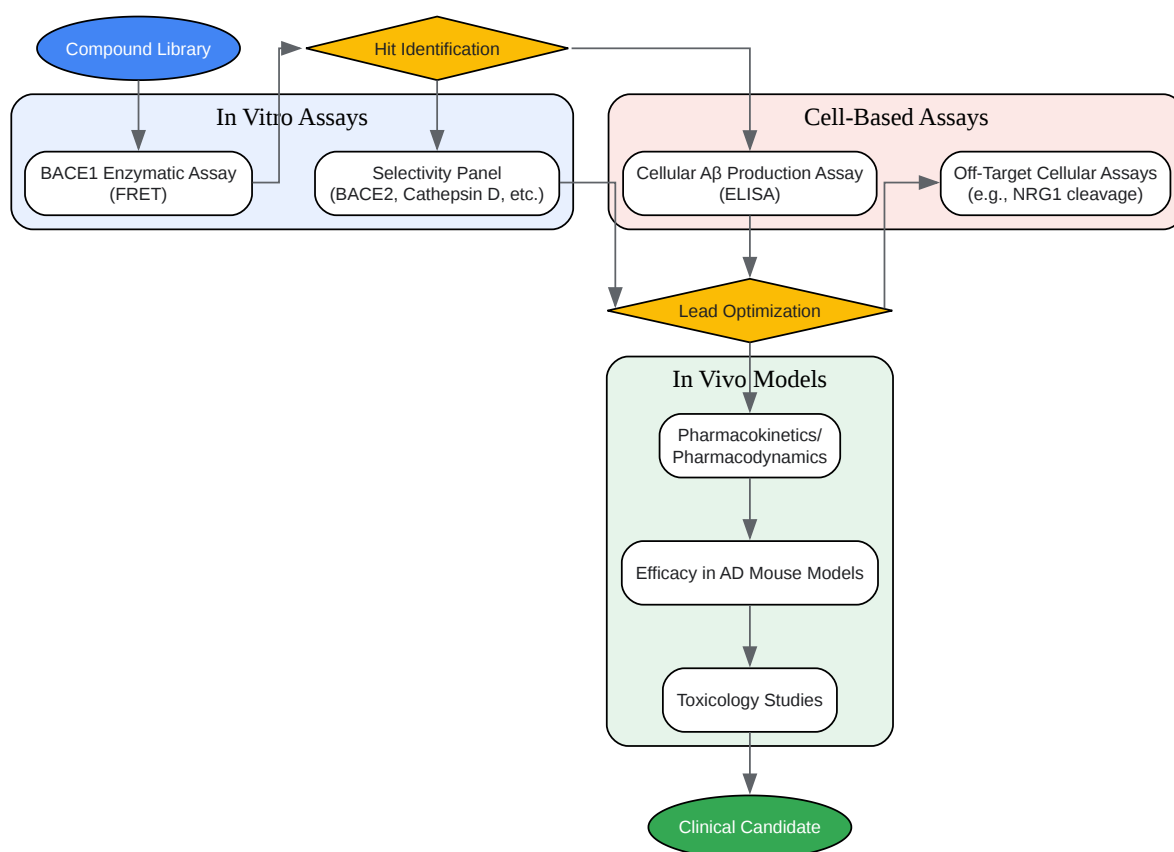 Compound Library
Hit Identification
In Vitro Assays
Cell-Based Assays
BACE1 Enzymatic Assay
(FRET)
Selectivity Panel
(BACE2, Cathepsin D, etc.)
Cellular Aβ Production Assay
(ELISA)
Off-Target Cellular Assays
(e.g., NRG1 cleavage)
Lead Optimization
In Vivo Models
Pharmacokinetics/
Pharmacodynamics
Efficacy in AD Mouse Models
Toxicology Studies
Clinical Candidate